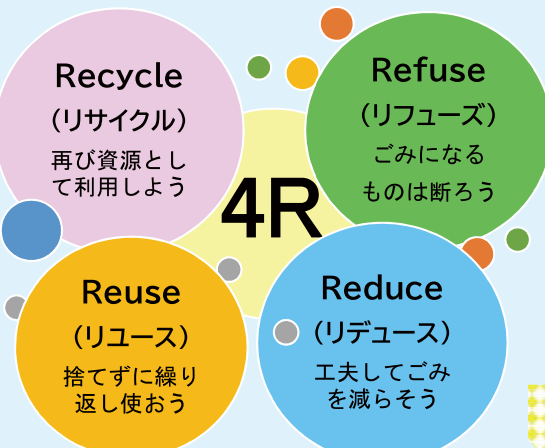 Recycle
(リサイクル)
再び資源とし
て利用しよう
Refuse
(リフューズ)
ごみになる
ものは断ろう
4R
Reuse
(リユース)
捨てずに繰り
返し使おう
Reduce
(リデュース)
工夫してごみ
を減らそう